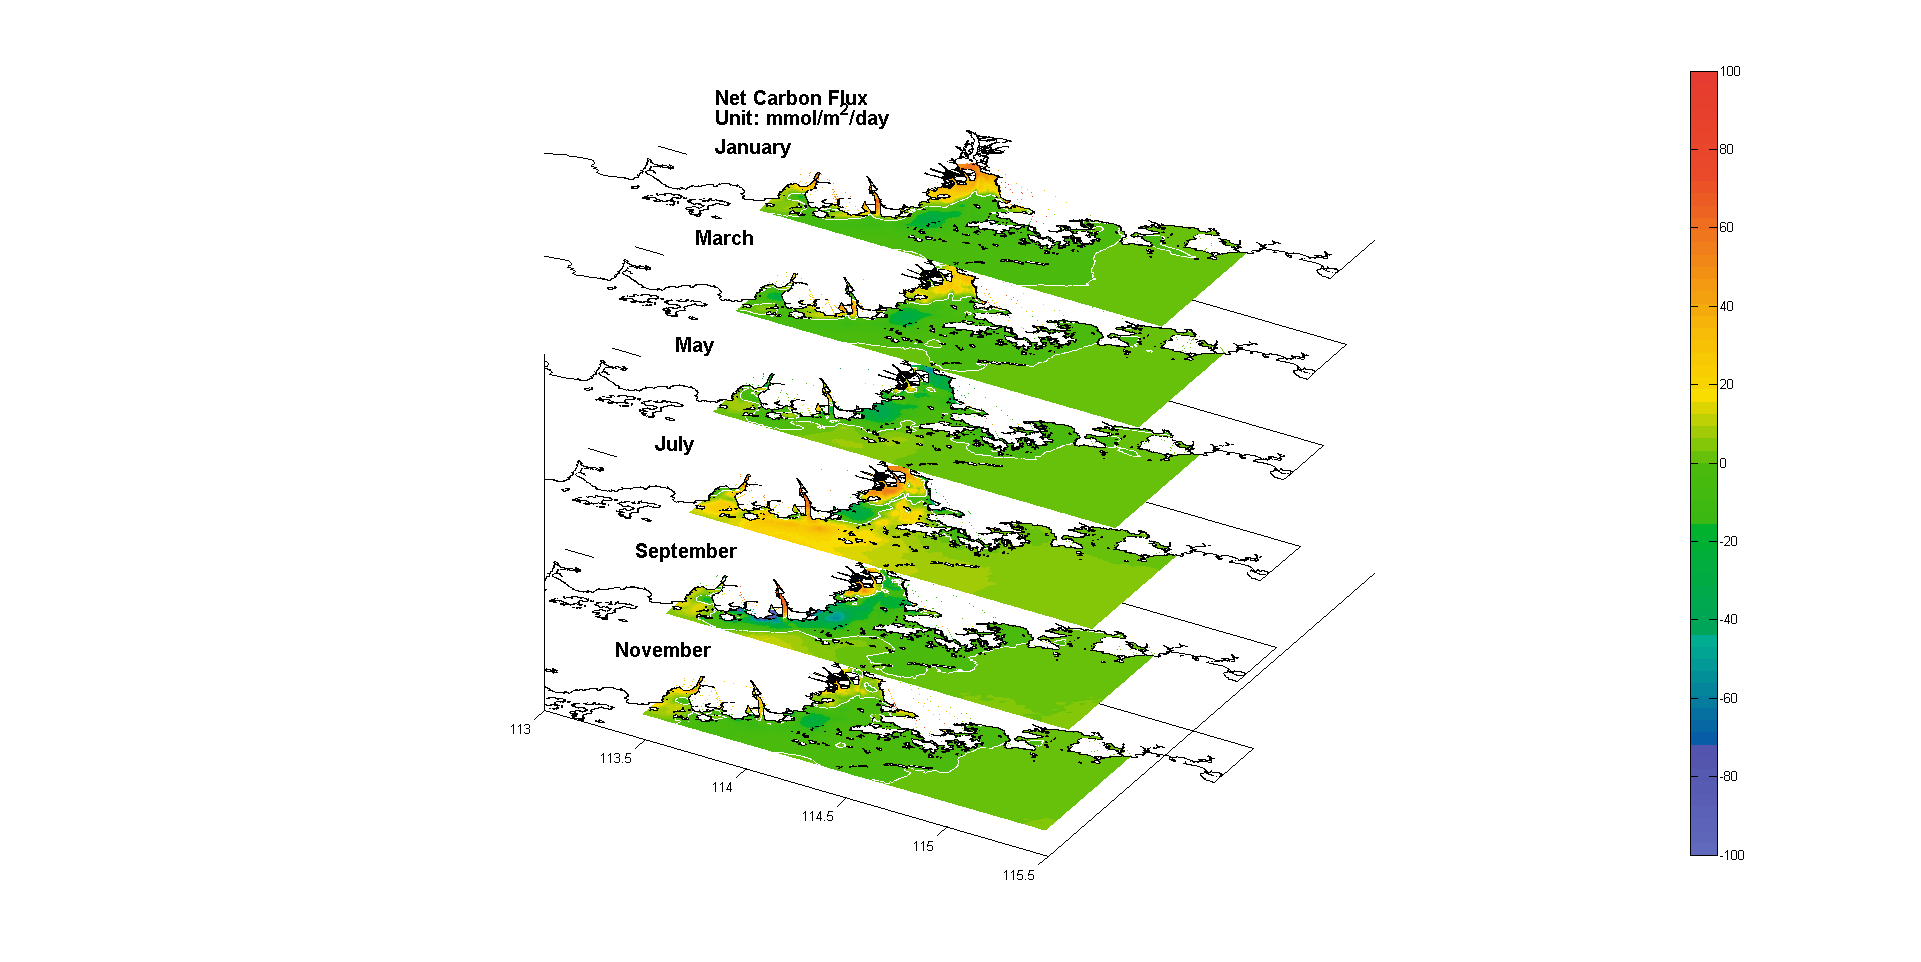 Net Carbon Flux
Unit: mmol/m²/day
January
March
May
July
September
November
113
113.5
114
114.5
115
115.5
100
80
60
40
20
0
-20
-40
-60
-80
-100